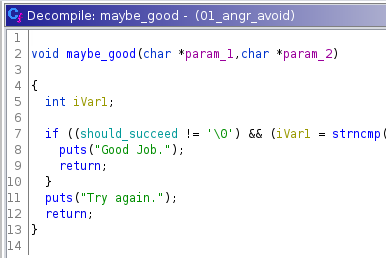 Decompile: maybe_good - (01_angr_avoid)
1
2 void maybe_good(char *param_1,char *param_2)
3
4 {
5 int iVar1;
6
7 if ((should_succeed != '\0') && (iVar1 = strncmp(
8 puts("Good Job.");
9 return;
10 }
11 puts("Try again.");
12 return;
13 }
14